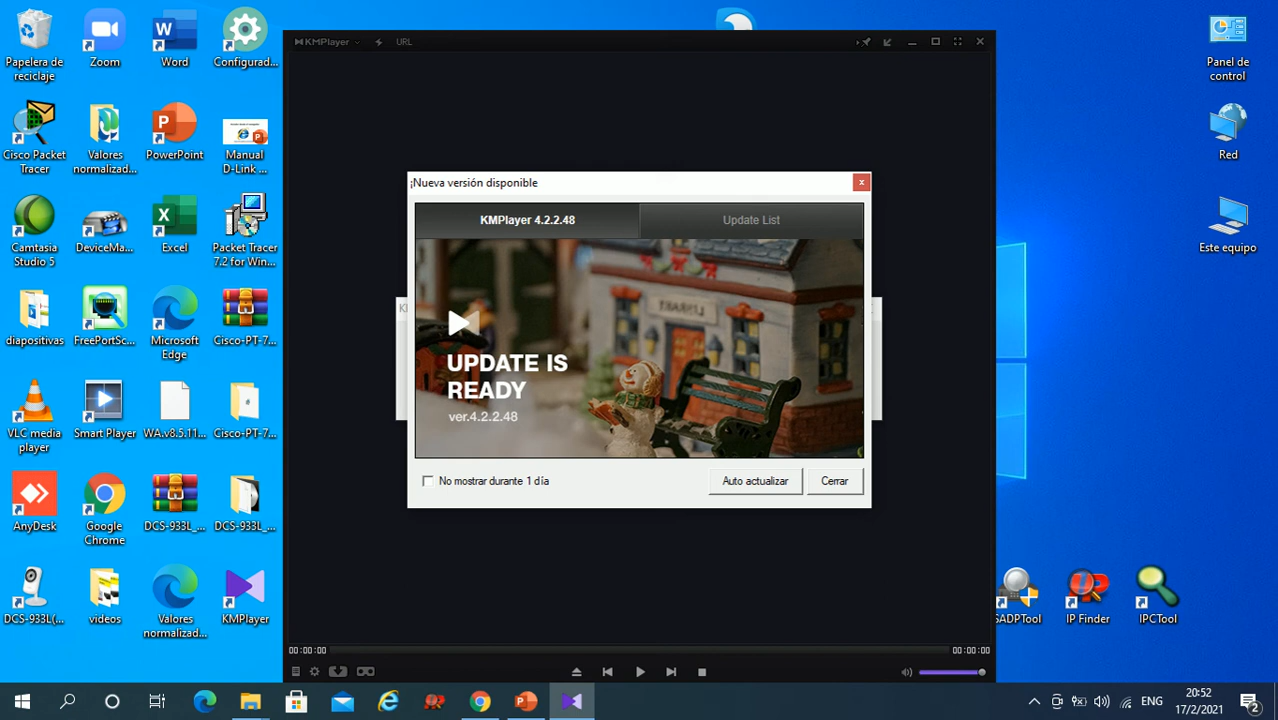 Papelera de
reciclaje
Zoom
Word
Configurad...
Cisco Packet
Tracer
Valores
normalizad...
PowerPoint
Manual
D-Link ...
Camtasia
Studio 5
DeviceMa...
Excel
Packet Tracer
7.2 for Win...
diapositivas
FreePortSc...
Microsoft
Edge
Cisco-PT-7...
VLC media
player
Smart Player
WA.v8.5.11...
Cisco-PT-7...
AnyDesk
Google
Chrome
DCS-933L_...
DCS-933L_...
DCS-933L(...
videos
Valores
normalizad...
KMPlayer
KMPlayer
URL
¡Nueva versión disponible
KMPlayer 4.2.2.48
Update List
UPDATE IS
READY
ver.4.2.2.48
No mostrar durante 1 día
Auto actualizar
Cerrar
00:00:00
00:00:00
Panel de
control
Red
Este equipo
SADPTool
IP Finder
IPCTool
ENG
20:52
17/2/2021
2